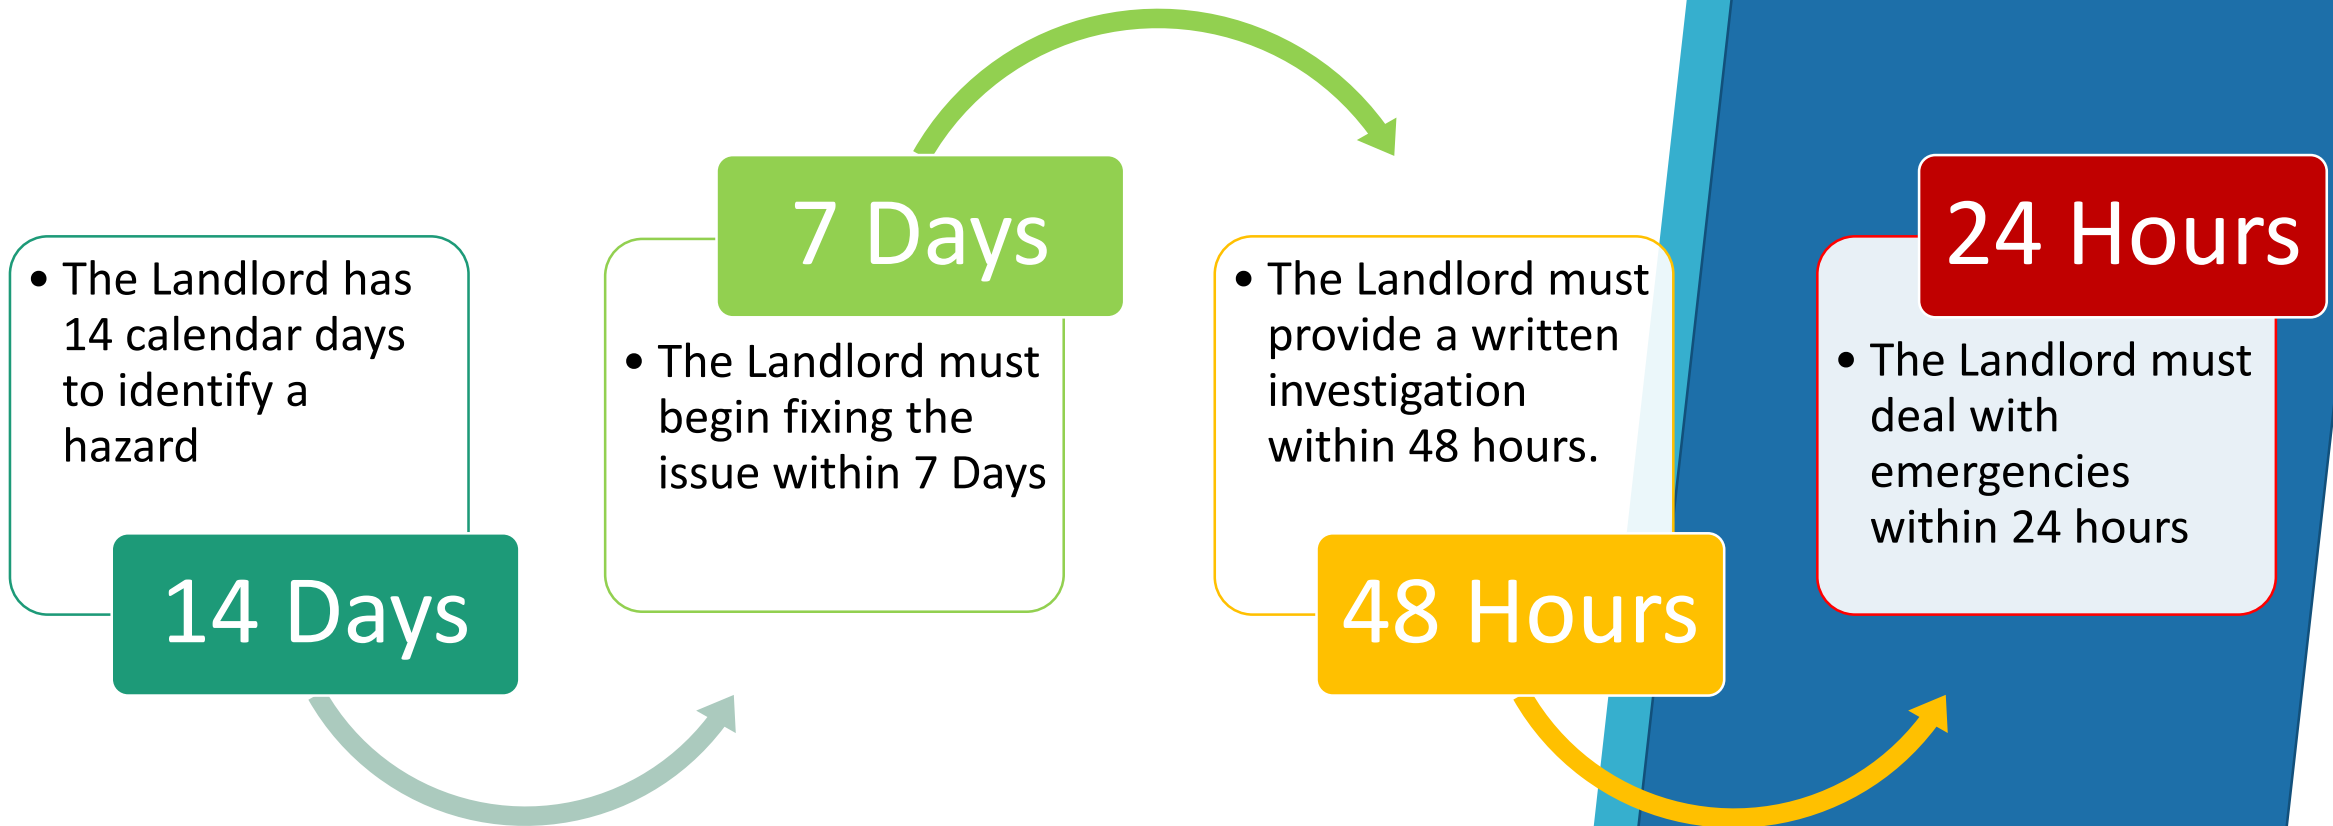 • The Landlord has
14 calendar days
to identify a
hazard
14 Days
7 Days
• The Landlord must
begin fixing the
issue within 7 Days
• The Landlord must
provide a written
investigation
within 48 hours.
48 Hours
24 Hours
• The Landlord must
deal with
emergencies
within 24 hours